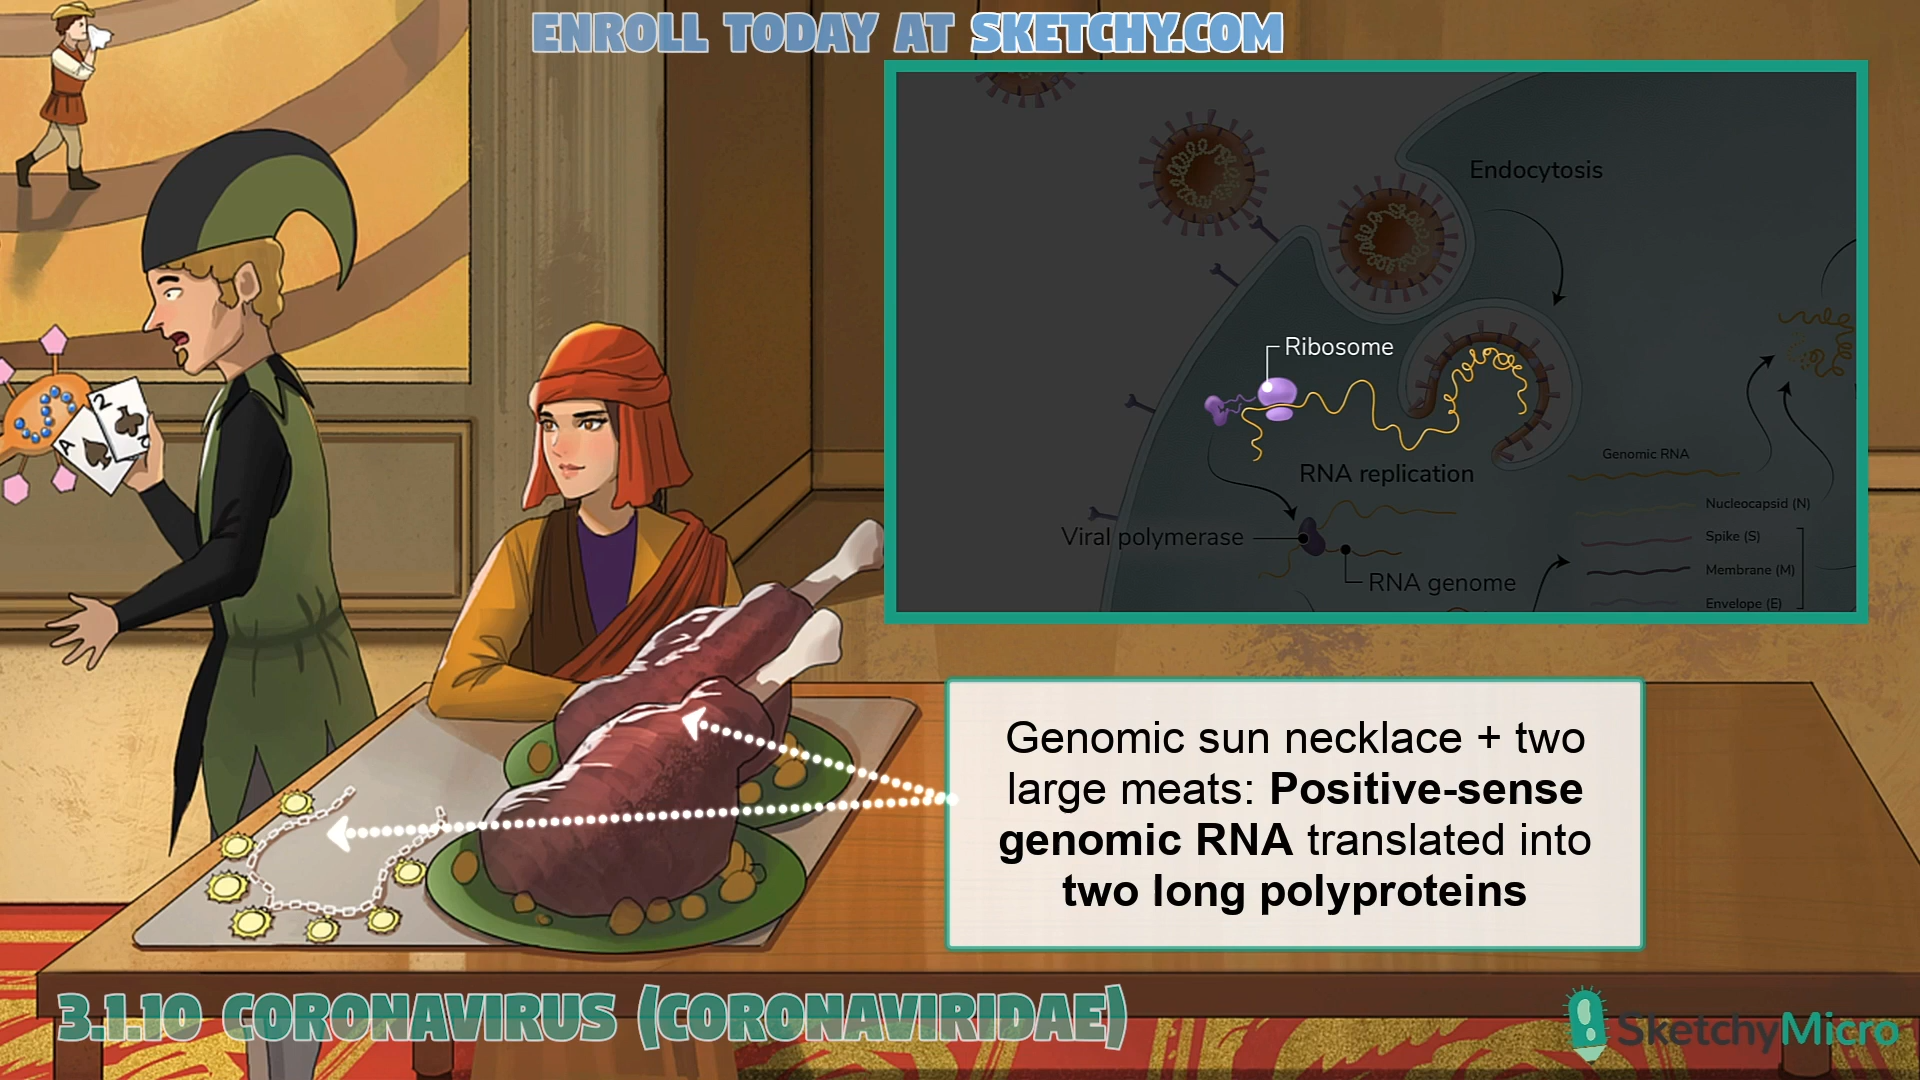 ENROLL TODAY AT SKETCHY.COM
Endocytosis
Ribosome
RNA replication
Viral polymerase
RNA genome
Genomic RNA
Nucleocapsid (N)
Spike (S)
Membrane (M)
Envelope (E)
A
2
2
Genomic sun necklace + two
large meats: Positive-sense
genomic RNA translated into
two long polyproteins
3.1.10 CORONAVIRUS (CORONAVIRIDAE)
SketchyMicro